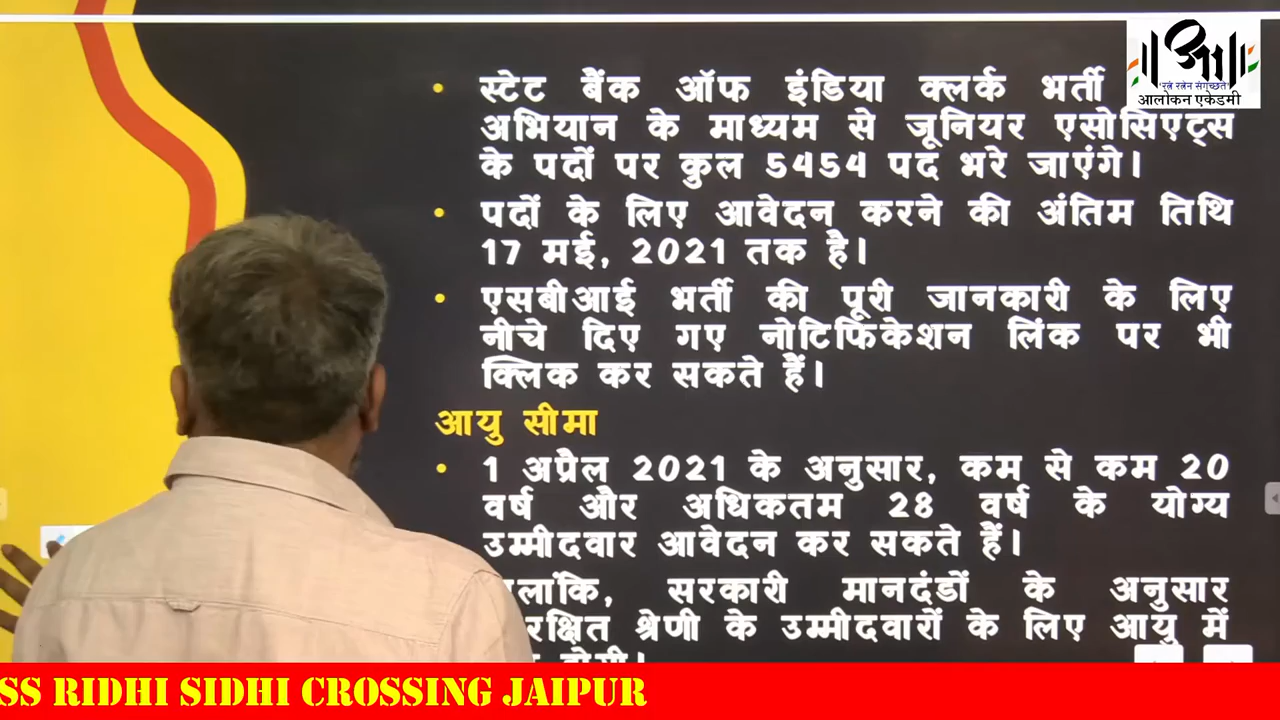 स्टेट बैंक ऑफ इंडिया क्लर्क भर्ती
अभियान के माध्यम से जूनियर एसोसिएट्स
के पदों पर कुल 5454 पद भरे जाएंगे।
पदों के लिए आवेदन करने की अंतिम तिथि
17 मई, 2021 तक है।
एसबीआई भर्ती की पूरी जानकारी के लिए
नीचे दिए गए नोटिफिकेशन लिंक पर भी
क्लिक कर सकते हैं।
आयु सीमा
1 अप्रैल 2021 के अनुसार, कम से कम 20
वर्ष और अधिकतम 28 वर्ष के योग्य
उम्मीदवार आवेदन कर सकते हैं।
सरकारी मानदंडों के अनुसार
श्रेणी के उम्मीदवारों के लिए आयु में
आलोकन एकेडमी
SS RIDHI SIDHI CROSSING JAIPUR